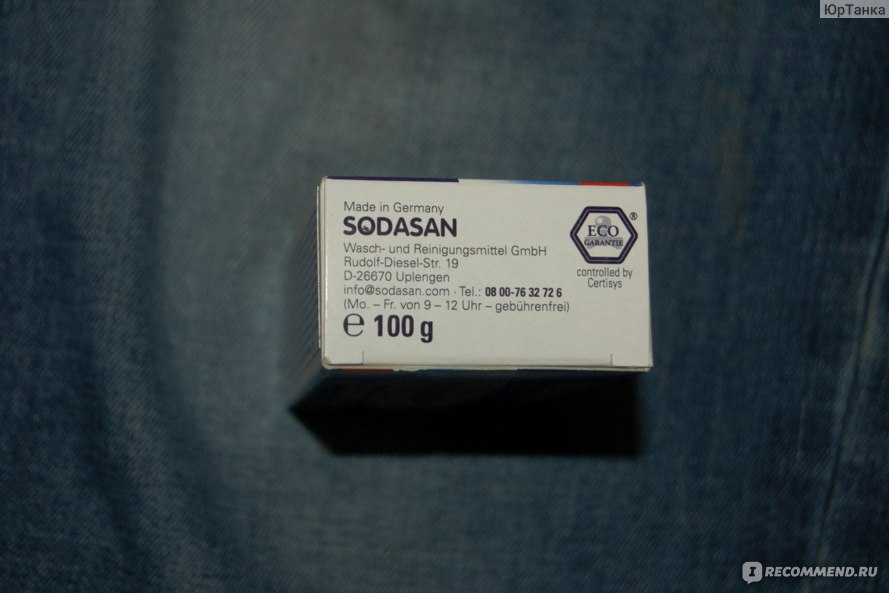 ЮрТанка
Made in Germany
SODASAN
Wasch- und Reinigungsmittel GmbH
Rudolf-Diesel-Str. 19
D-26670 Uplengen
info@sodasan.com · Tel.: 08 00-76 32 72 6
(Mo. – Fr. von 9 – 12 Uhr – gebührenfrei)
℮ 100 g
ECO
GARANTIE
®
controlled by
Certisys
I RECOMMEND.RU